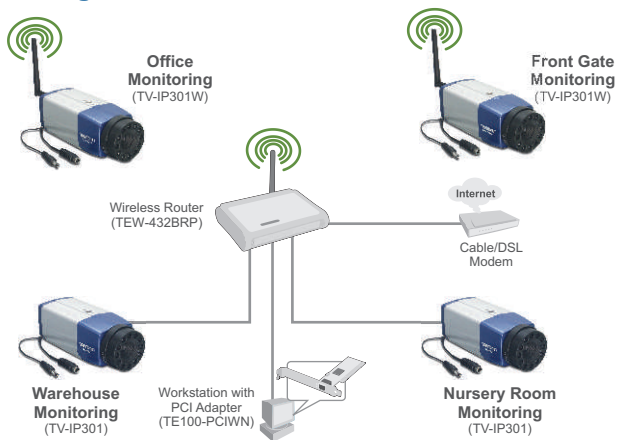 Office
Monitoring
(TV-IP301W)
Front Gate
Monitoring
(TV-IP301W)
Wireless Router
(TEW-432BRP)
Internet
Cable/DSL
Modem
Warehouse
Monitoring
(TV-IP301)
Workstation with
PCI Adapter
(TE100-PCIWN)
Nursery Room
Monitoring
(TV-IP301)